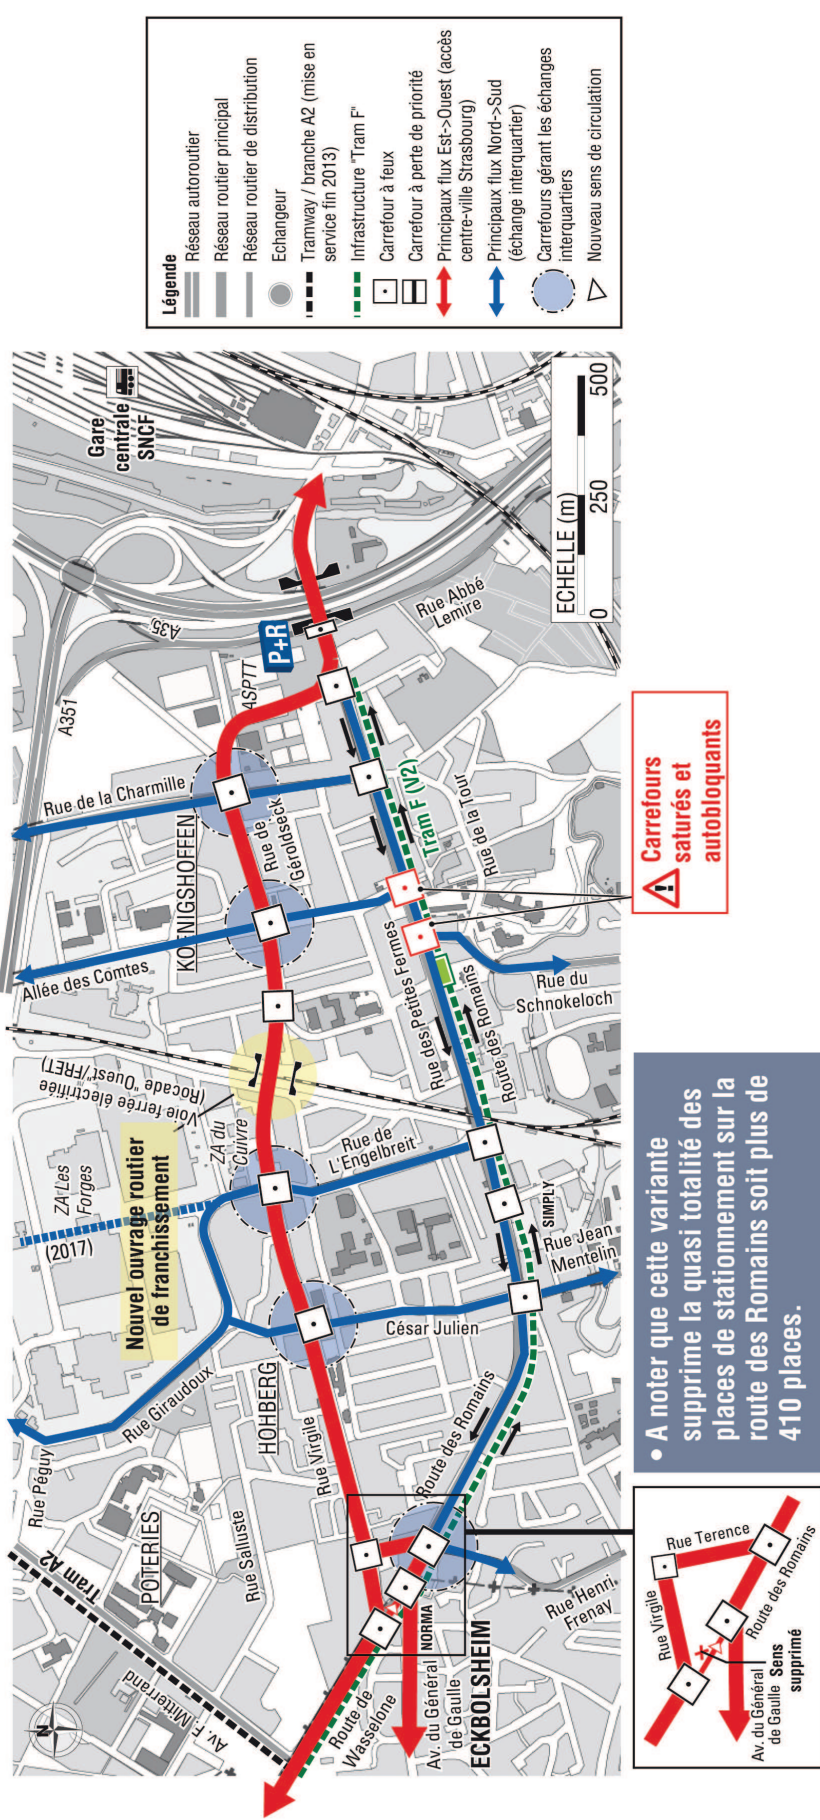 Légende
Réseau autoroutier
Réseau routier principal
Réseau routier de distribution
Echangeur
Tramway / branche A2 (mise en
service fin 2013)
Infrastructure "Tram F"
Carrefour à feux
Carrefour à perte de priorité
Principaux flux Est->Ouest (accès
centre-ville Strasbourg)
Principaux flux Nord->Sud
(échange interquartier)
Carrefours gérant les échanges
interquartiers
Nouveau sens de circulation
Gare
centrale
SNCF
A35
A351
P+R
ASPTT
Rue Abbé
Lemire
ECHELLE (m)
0
250
500
Rue de la Charmille
KOENIGSHOFFEN
Rue de
Géroldseck
Allée des Comtes
Tram F (V2)
Rue de la Tour
Rue des Petites Fermes
Route des Romains
Rue du
Schnokeloch
Carrefours
saturés et
autobloquants
Voie ferrée électrifiée
(Rocade "Ouest"/FRET)
Nouvel ouvrage routier
de franchissement
ZA du
Cuivre
ZA Les
Forges
(2017)
Rue de
L'Engelbreit
SIMPLY
Rue Jean
Mentelin
César Julien
HOHBERG
Rue Giraudoux
Rue Péguy
Rue Virgile
Route des Romains
POTERIES
Rue Salluste
Tram A2
Av. F. Mitterrand
N
Route de
Wasselone
Av. du Général
de Gaulle
NORMA
ECKBOLSHEIM
Rue Henri
Frenay
Rue Virgile
Rue Terence
Route des Romains
Av. du Général
de Gaulle
Sens
supprimé
• A noter que cette variante
supprime la quasi totalité des
places de stationnement sur la
route des Romains soit plus de
410 places.